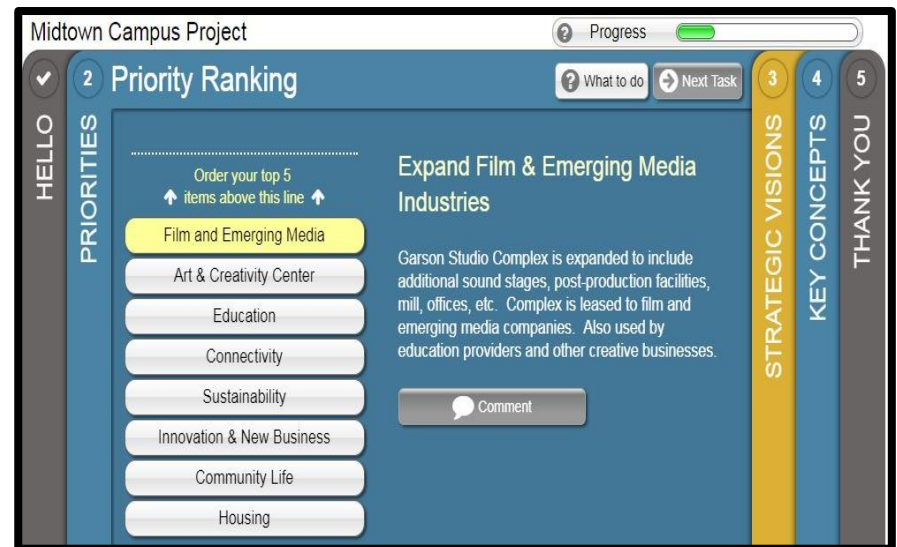 Midtown Campus Project
Progress
HELLO
2
PRIORITIES
Priority Ranking
What to do
Next Task
Order your top 5
items above this line
Film and Emerging Media
Art & Creativity Center
Education
Connectivity
Sustainability
Innovation & New Business
Community Life
Housing
Expand Film & Emerging Media
Industries
Garson Studio Complex is expanded to include
additional sound stages, post-production facilities,
mill, offices, etc. Complex is leased to film and
emerging media companies. Also used by
education providers and other creative businesses.
Comment
3
STRATEGIC VISIONS
4
KEY CONCEPTS
5
THANK YOU